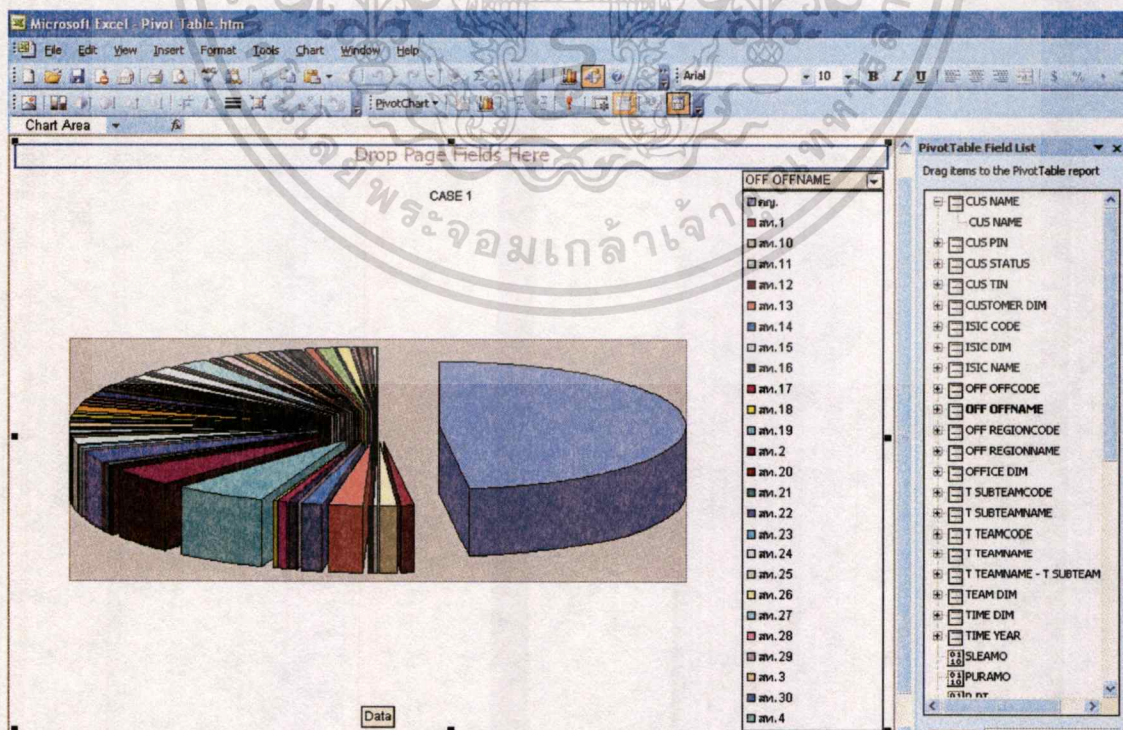 Microsoft Excel - Pivot Table.htm
File Edit View Insert Format Tools Chart Window Help
Arial 10 B I U $ %
PivotChart
Chart Area fx
Drop Page Fields Here
CASE 1
OFF OFFNAME
ภญ.
สท.1
สท.10
สท.11
สท.12
สท.13
สท.14
สท.15
สท.16
สท.17
สท.18
สท.19
สท.2
สท.20
สท.21
สท.22
สท.23
สท.24
สท.25
สท.26
สท.27
สท.28
สท.29
สท.3
สท.30
สท.4
Data
PivotTable Field List
Drag items to the PivotTable report
CUS NAME
CUS NAME
CUS PIN
CUS STATUS
CUS TIN
CUSTOMER DIM
ISIC CODE
ISIC DIM
ISIC NAME
OFF OFFCODE
OFF OFFNAME
OFF REGIONCODE
OFF REGIONNAME
OFFICE DIM
T SUBTEAMCODE
T SUBTEAMNAME
T TEAMCODE
T TEAMNAME
T TEAMNAME - T SUBTEAM
TEAM DIM
TIME DIM
TIME YEAR
SLEAMO
PURAMO